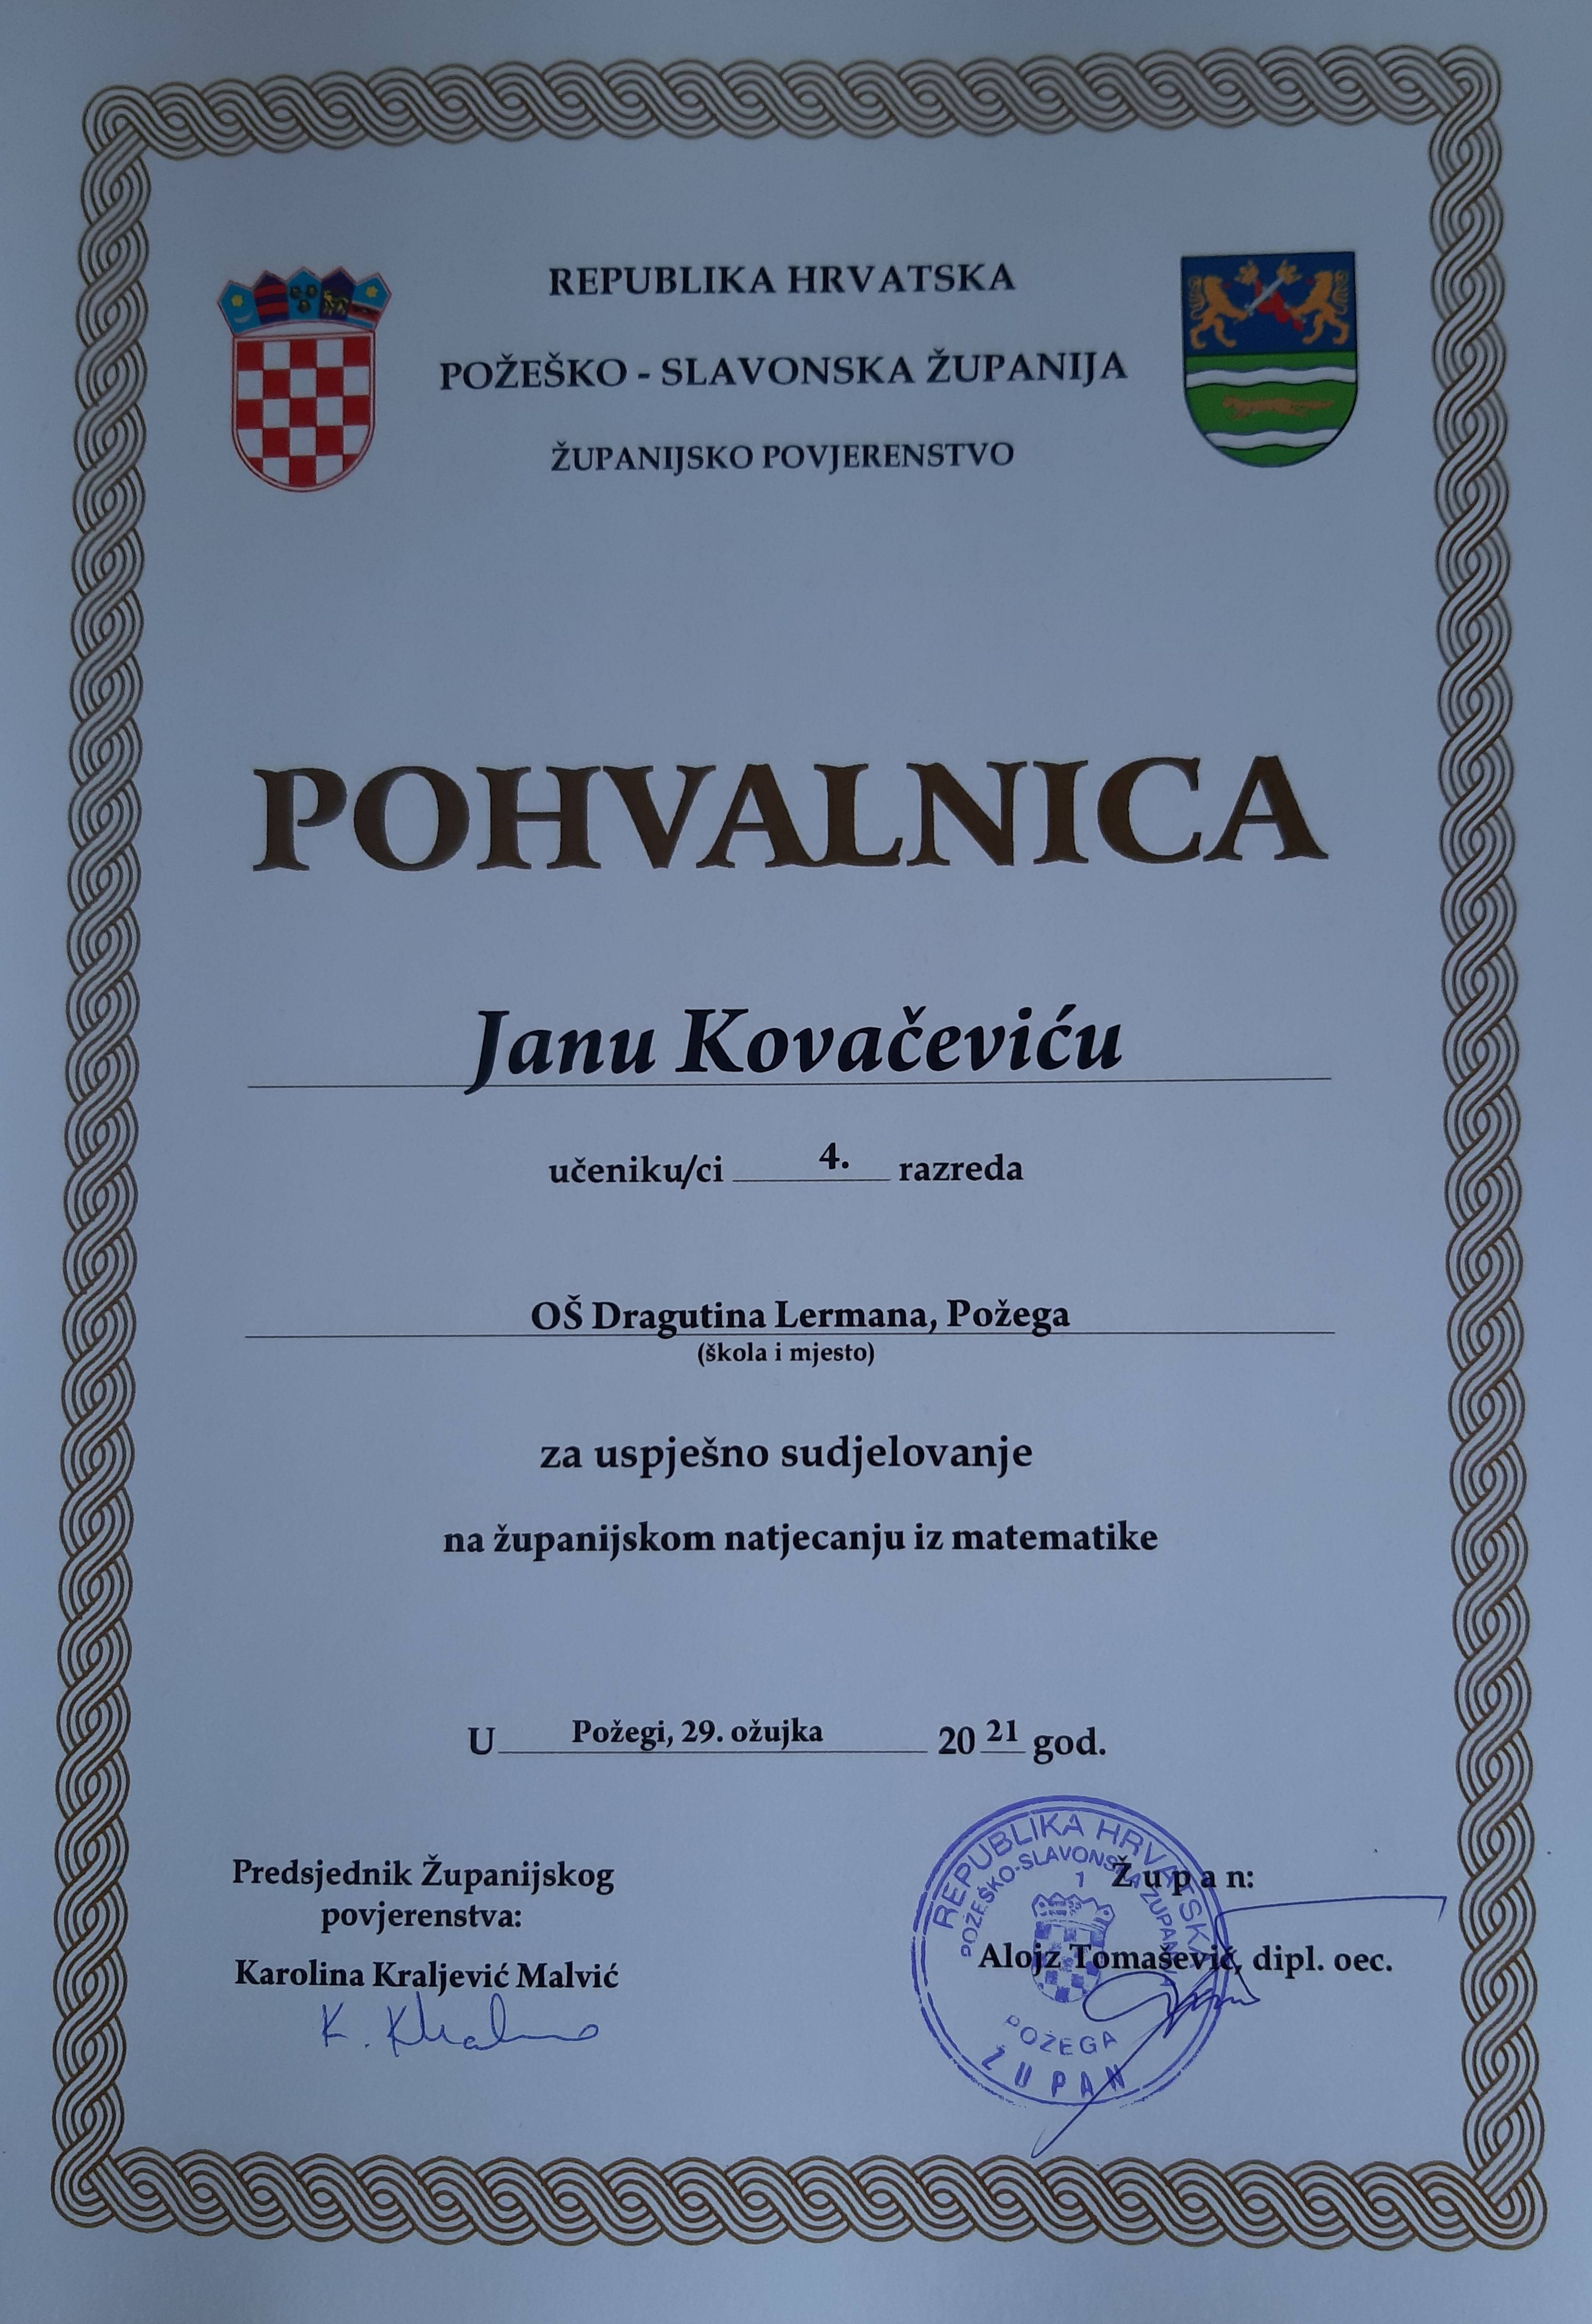 REPUBLIKA HRVATSKA
POŽEŠKO - SLAVONSKA ŽUPANIJA
ŽUPANIJSKO POVJERENSTVO
POHVALNICA
Janu Kovačeviću
učeniku/ci 4. razreda
OŠ Dragutina Lermana, Požega
(škola i mjesto)
za uspješno sudjelovanje
na županijskom natjecanju iz matematike
U Požegi, 29. ožujka 20 21 god.
Predsjednik Županijskog
povjerenstva:
Karolina Kraljević Malvić
Ž u p a n:
Alojz Tomašević, dipl. oec.
REPUBLIKA HRVATSKA
POŽEŠKO-SLAVONSKA ŽUPANIJA
1
POŽEGA
ŽUPAN